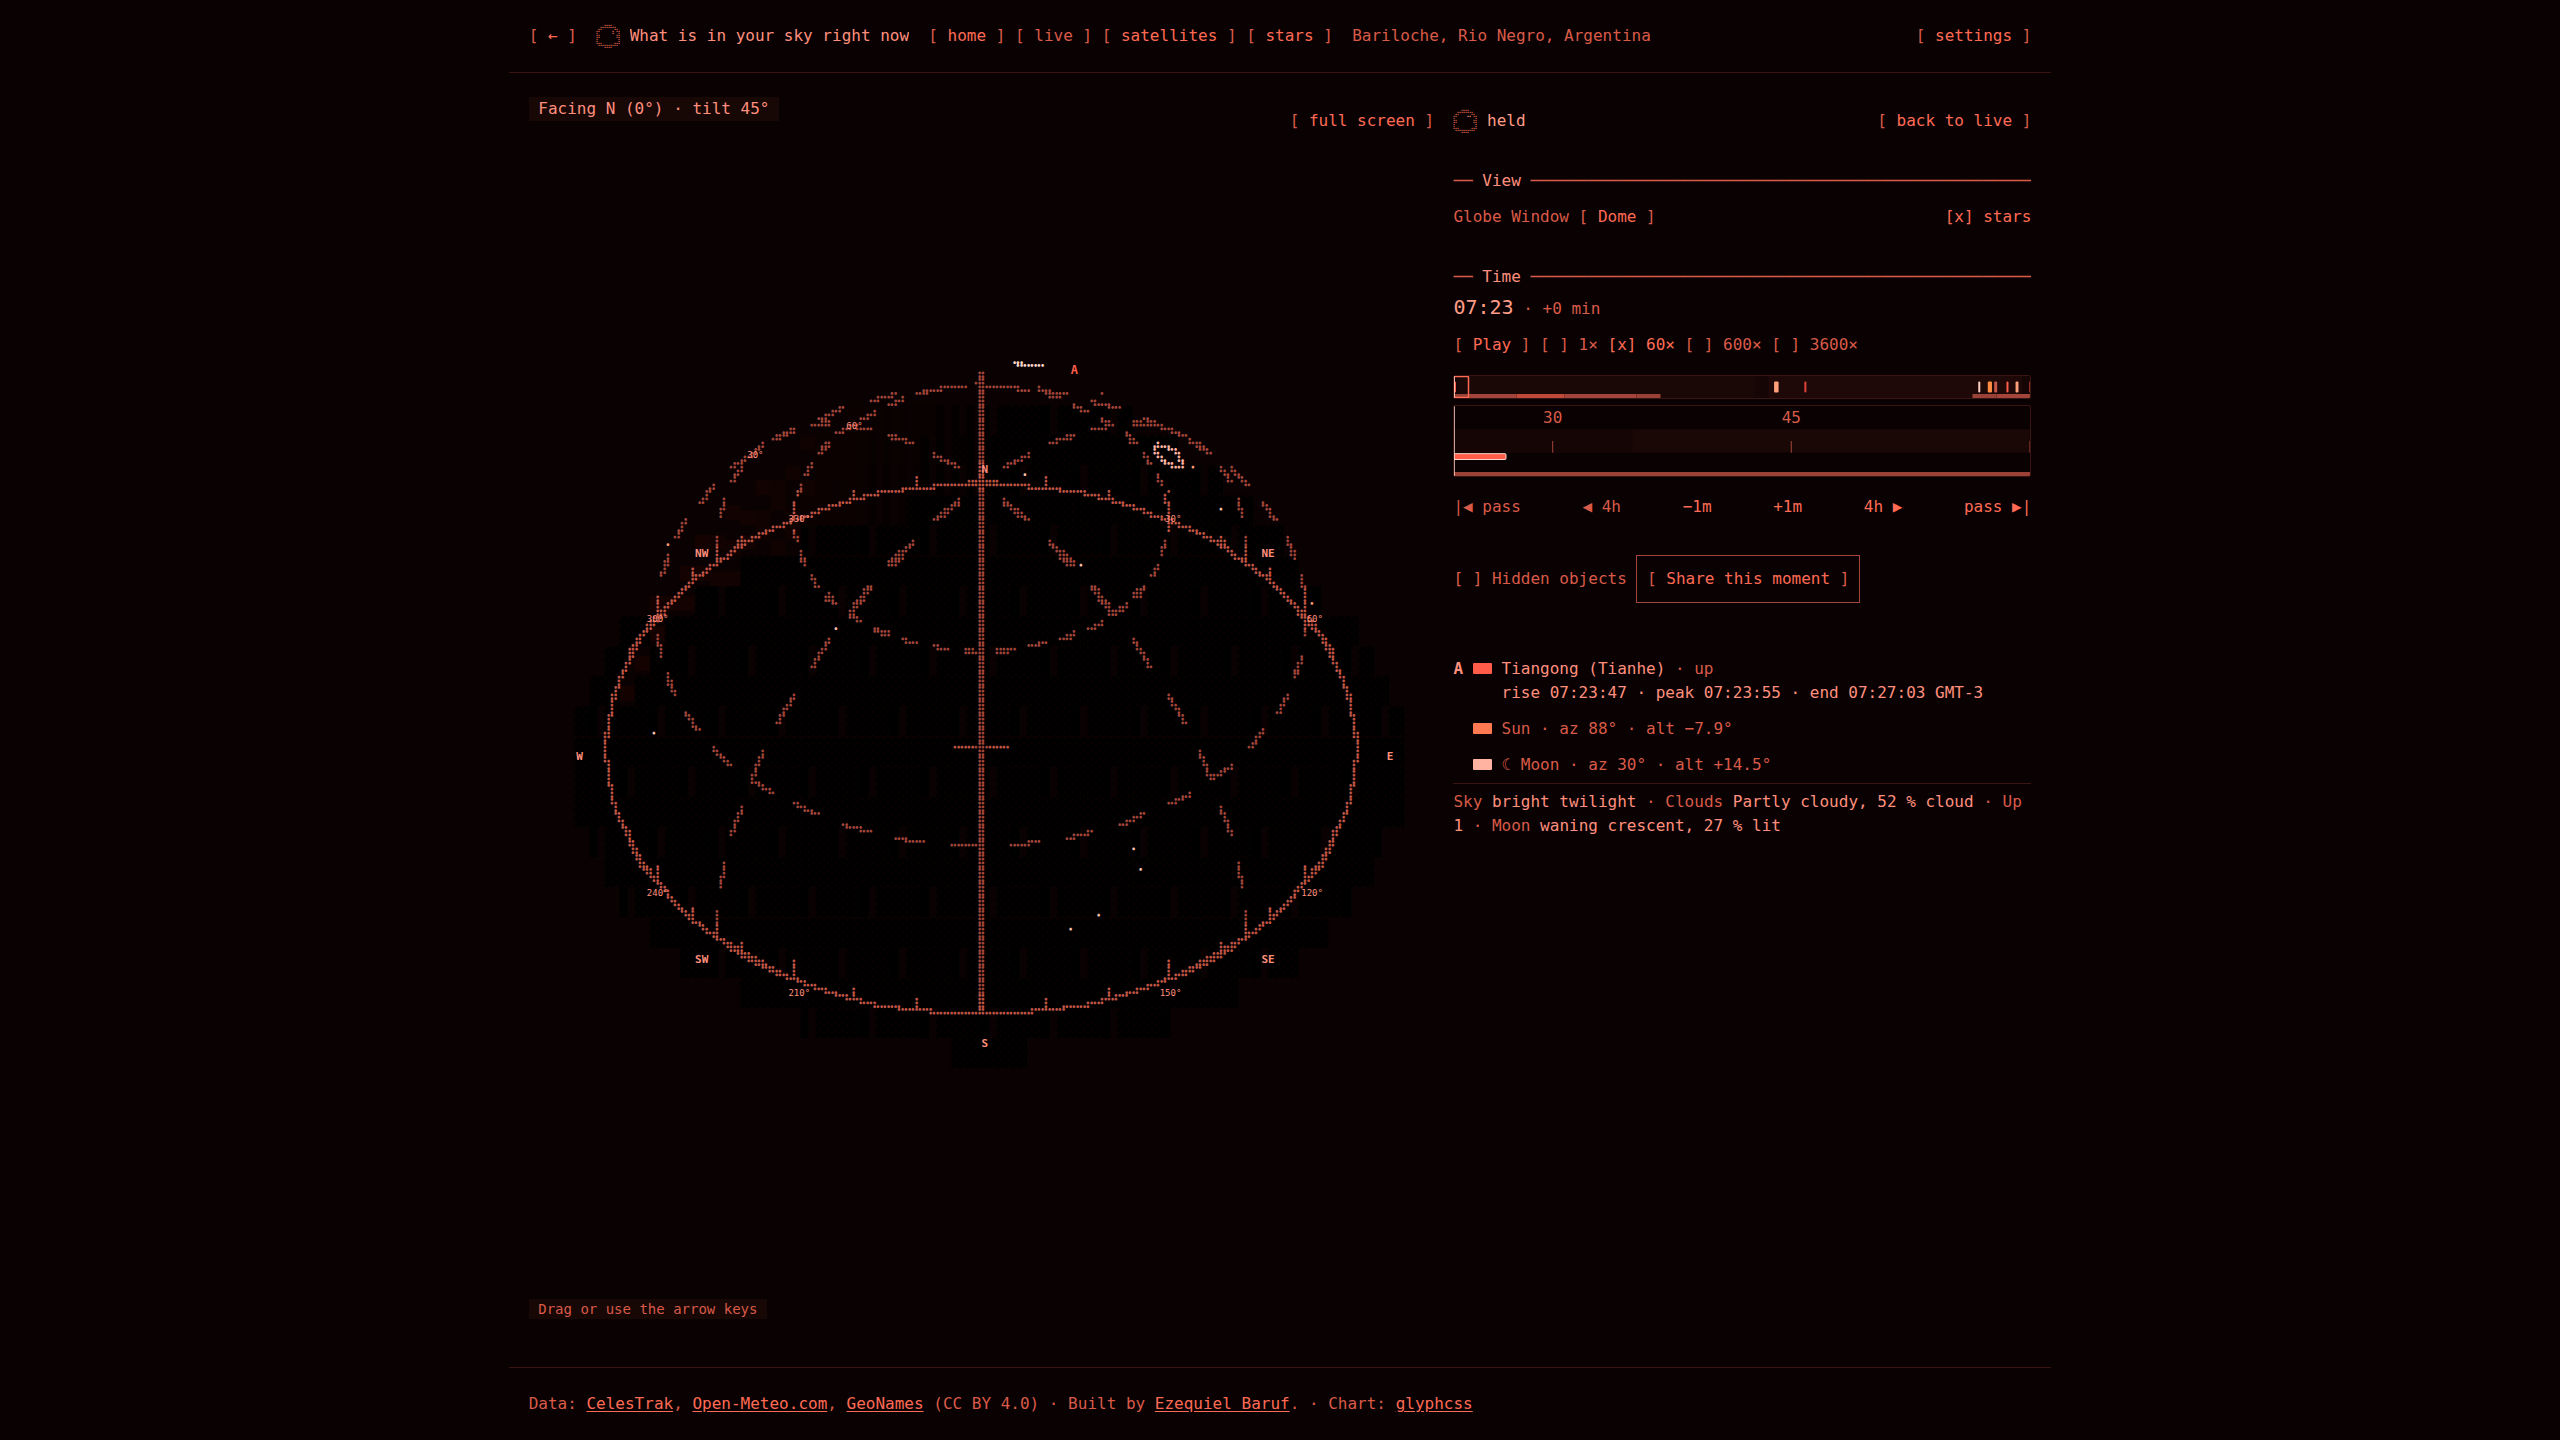 [ ← ] What is in your sky right now [ home ] [ live ] [ satellites ] [ stars ] Bariloche, Rio Negro, Argentina [ settings ]
Facing N (0°) · tilt 45°
[ full screen ]
held [ back to live ]
View
Globe Window [ Dome ] [x] stars
Time
07:23 · +0 min
[ Play ] [ ] 1× [x] 60× [ ] 600× [ ] 3600×
30 45
|◀ pass ◀ 4h −1m +1m 4h ▶ pass ▶|
[ ] Hidden objects [ Share this moment ]
A Tiangong (Tianhe) · up
rise 07:23:47 · peak 07:23:55 · end 07:27:03 GMT-3
Sun · az 88° · alt −7.9°
☾ Moon · az 30° · alt +14.5°
Sky bright twilight · Clouds Partly cloudy, 52 % cloud · Up
1 · Moon waning crescent, 27 % lit
A
60°
30°
N
330° 30°
NW NE
300° 60°
W E
240° 120°
SW SE
210° 150°
S
Drag or use the arrow keys
Data: CelesTrak, Open-Meteo.com, GeoNames (CC BY 4.0) · Built by Ezequiel Baruf. · Chart: glyphcss